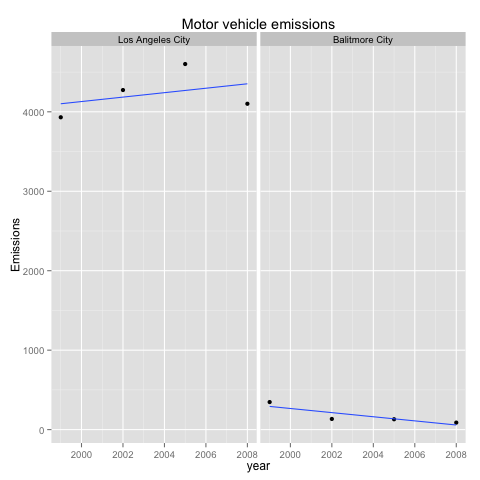 Motor vehicle emissions
Los Angeles City
Balitmore City
Emissions
4000
3000
2000
1000
0
2000 2002 2004 2006 2008
2000 2002 2004 2006 2008
year